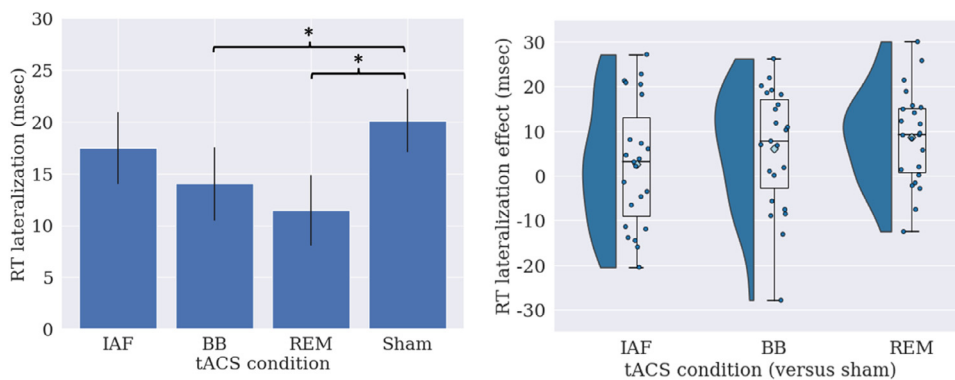 30
25
20
15
10
5
0
RT lateralization (msec)
*
*
IAF BB REM Sham
tACS condition
30
20
10
0
-10
-20
-30
RT lateralization effect (msec)
IAF BB REM
tACS condition (versus sham)